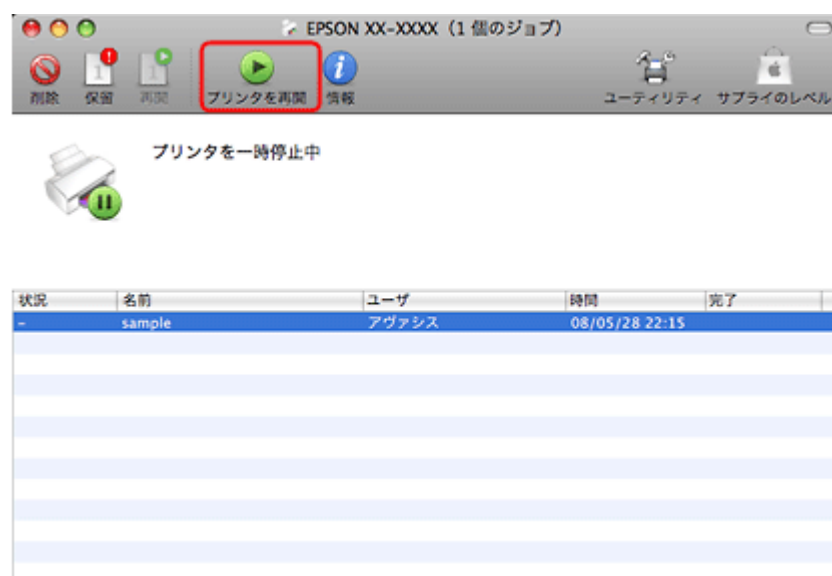 EPSON XX-XXXX（1 個のジョブ）
削除 保留 再開 プリンタを再開 情報 ユーティリティ サプライのレベル
プリンタを一時停止中
状況 名前 ユーザ 時間 完了
- sample アヴァシス 08/05/28 22:15